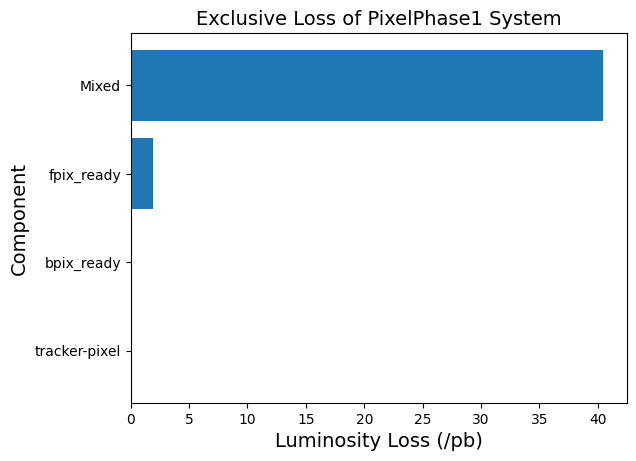 Exclusive Loss of PixelPhase1 System
Component
Mixed
fpix_ready
bpix_ready
tracker-pixel
0 5 10 15 20 25 30 35 40
Luminosity Loss (/pb)